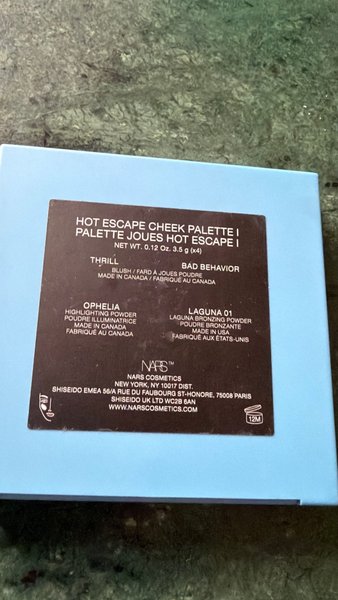 HOT ESCAPE CHEEK PALETTE I
PALETTE JOUES HOT ESCAPE I
NET WT. 0.12 Oz. 3.5 g (x4)
THRILL BAD BEHAVIOR
BLUSH / FARD A JOUES POUDRE
MADE IN CANADA / FABRIQUÉ AU CANADA
OPHELIA
HIGHLIGHTING POWDER
POUDRE ILLUMINATRICE
MADE IN CANADA
FABRIQUÉ AU CANADA
LAGUNA 01
LAGUNA BRONZING POWDER
POUDRE BRONZANTE
MADE IN USA
FABRIQUÉ AUX ÉTATS-UNIS
NARS™
NARS COSMETICS
NEW YORK, NY 10017 DIST.
SHISEIDO EMEA 56/A RUE DU FAUBOURG ST-HONORE, 75008 PARIS
SHISEIDO UK LTD WC2B 5AN
WWW.NARSCOSMETICS.COM
12M